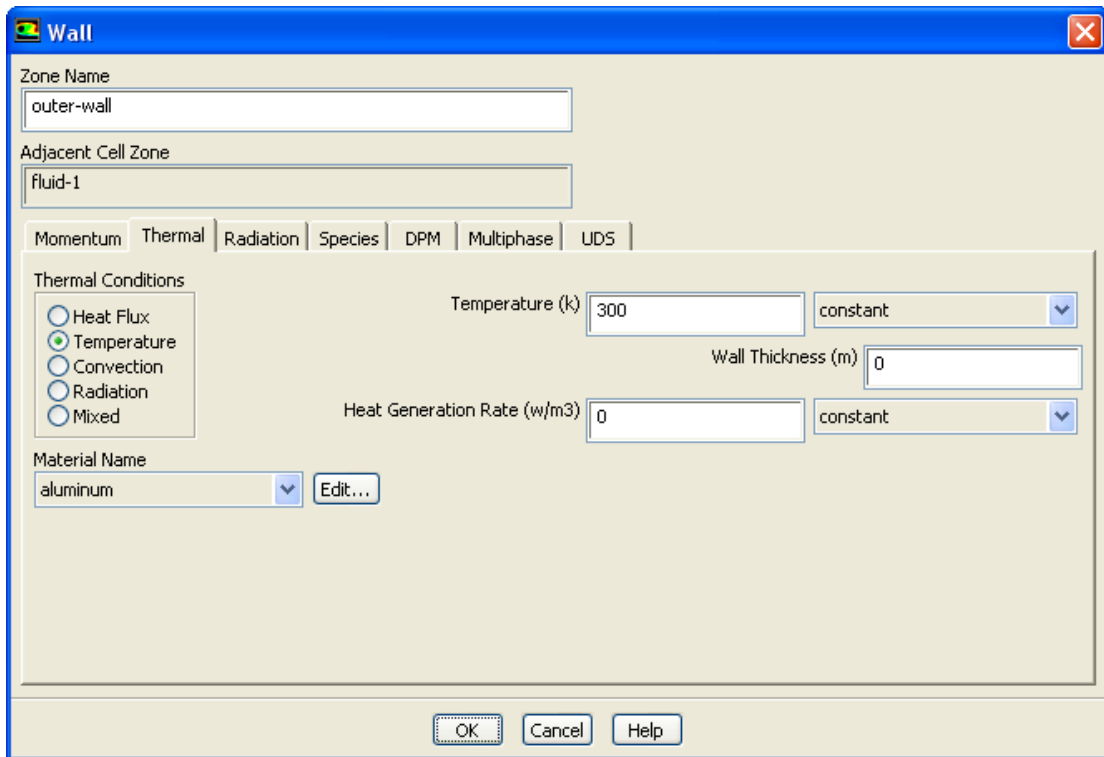 Wall
Zone Name
outer-wall
Adjacent Cell Zone
fluid-1
Momentum Thermal Radiation Species DPM Multiphase UDS
Thermal Conditions
Heat Flux
Temperature
Convection
Radiation
Mixed
Temperature (k) 300 constant
Wall Thickness (m) 0
Heat Generation Rate (w/m3) 0 constant
Material Name
aluminum Edit...
OK Cancel Help